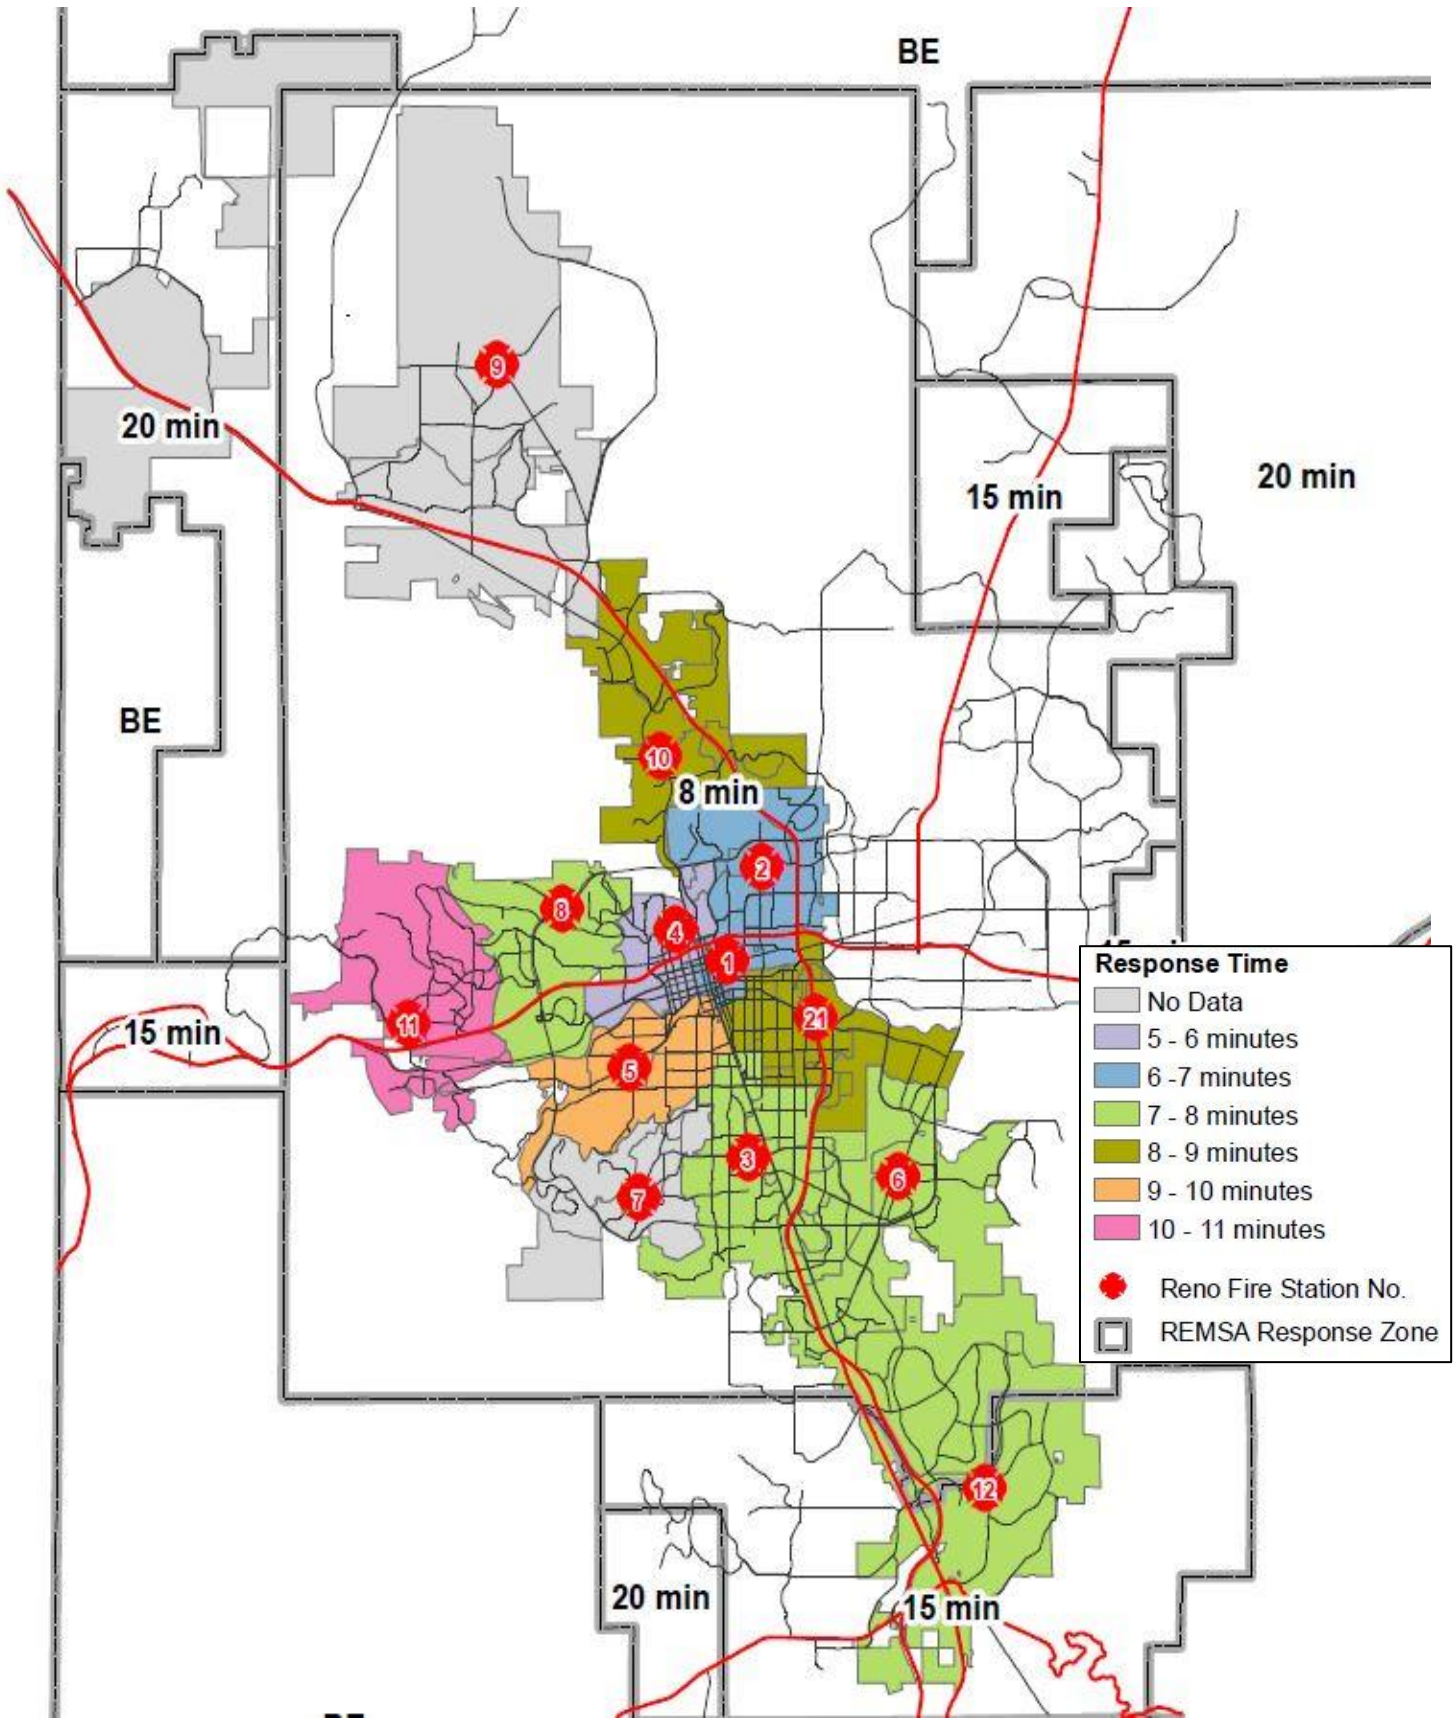 BE
9
20 min
20 min
15 min
BE
10
8 min
2
8
4
1
11
21
15 min
5
3
6
7
12
20 min
15 min
Response Time
No Data
5 - 6 minutes
6 -7 minutes
7 - 8 minutes
8 - 9 minutes
9 - 10 minutes
10 - 11 minutes
Reno Fire Station No.
REMSA Response Zone